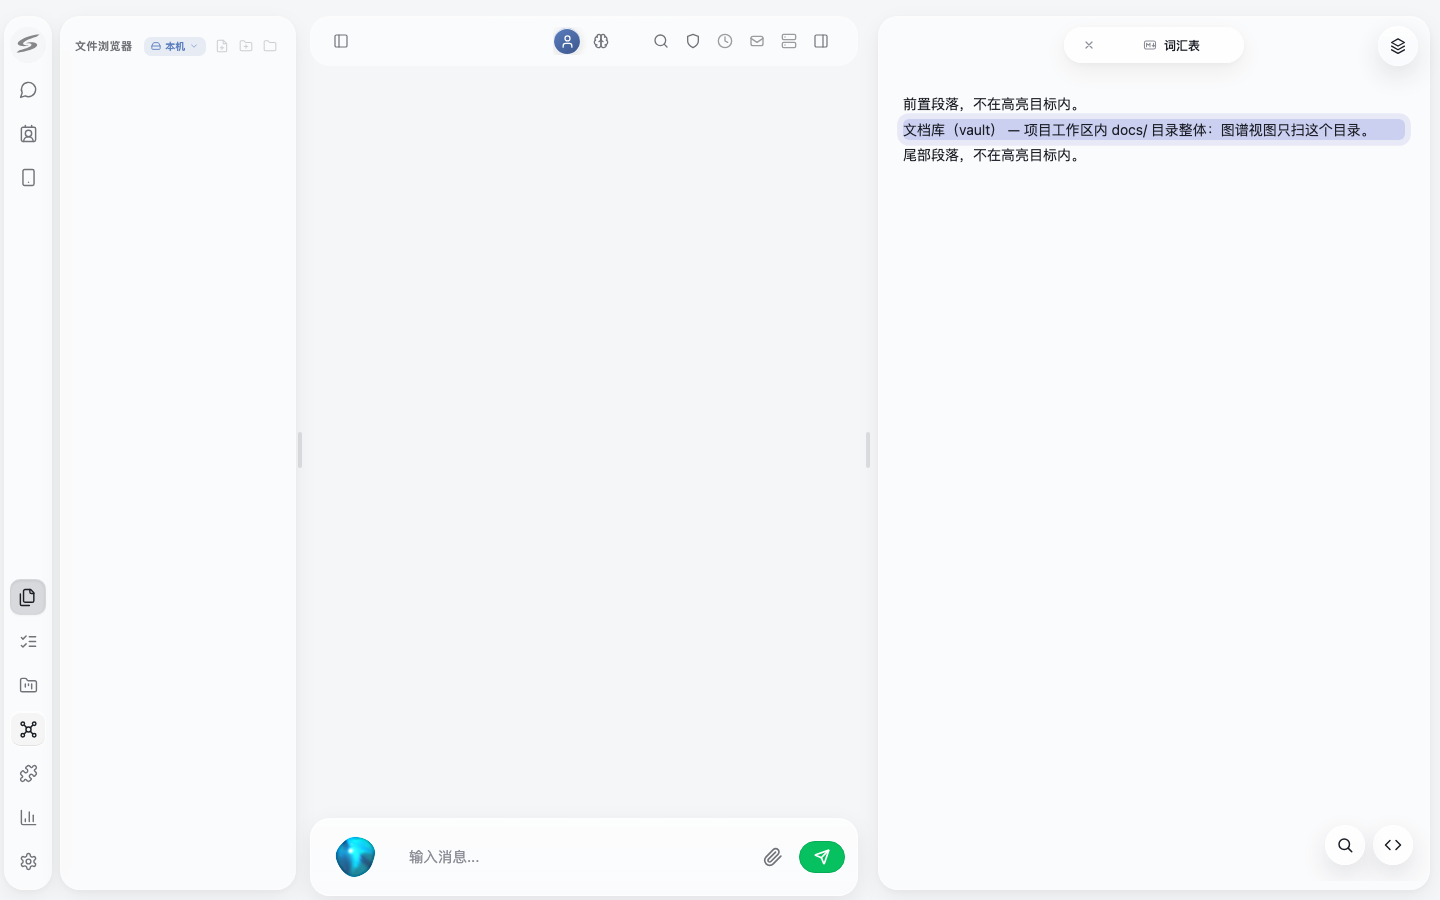 文件浏览器
本机
词汇表
前置段落，不在高亮目标内。
文档库（vault） — 项目工作区内 docs/ 目录整体：图谱视图只扫这个目录。
尾部段落，不在高亮目标内。
输入消息...